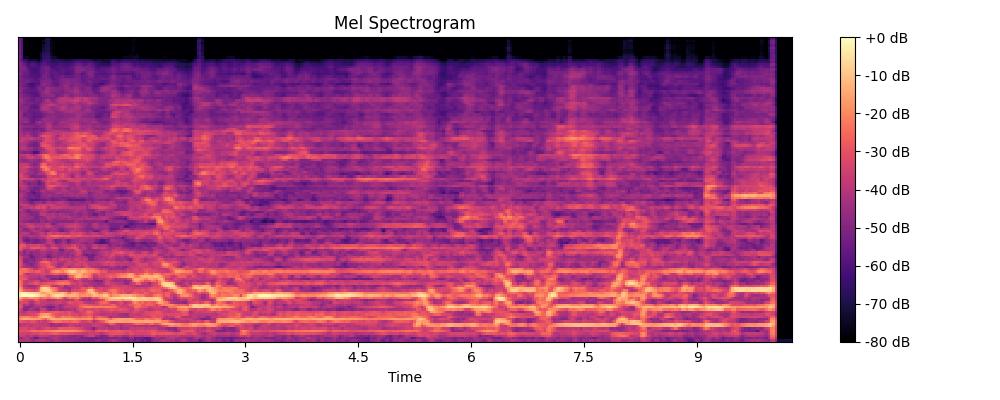 Mel Spectrogram
+0 dB
-10 dB
-20 dB
-30 dB
-40 dB
-50 dB
-60 dB
-70 dB
-80 dB
0 1.5 3 4.5 6 7.5 9
Time